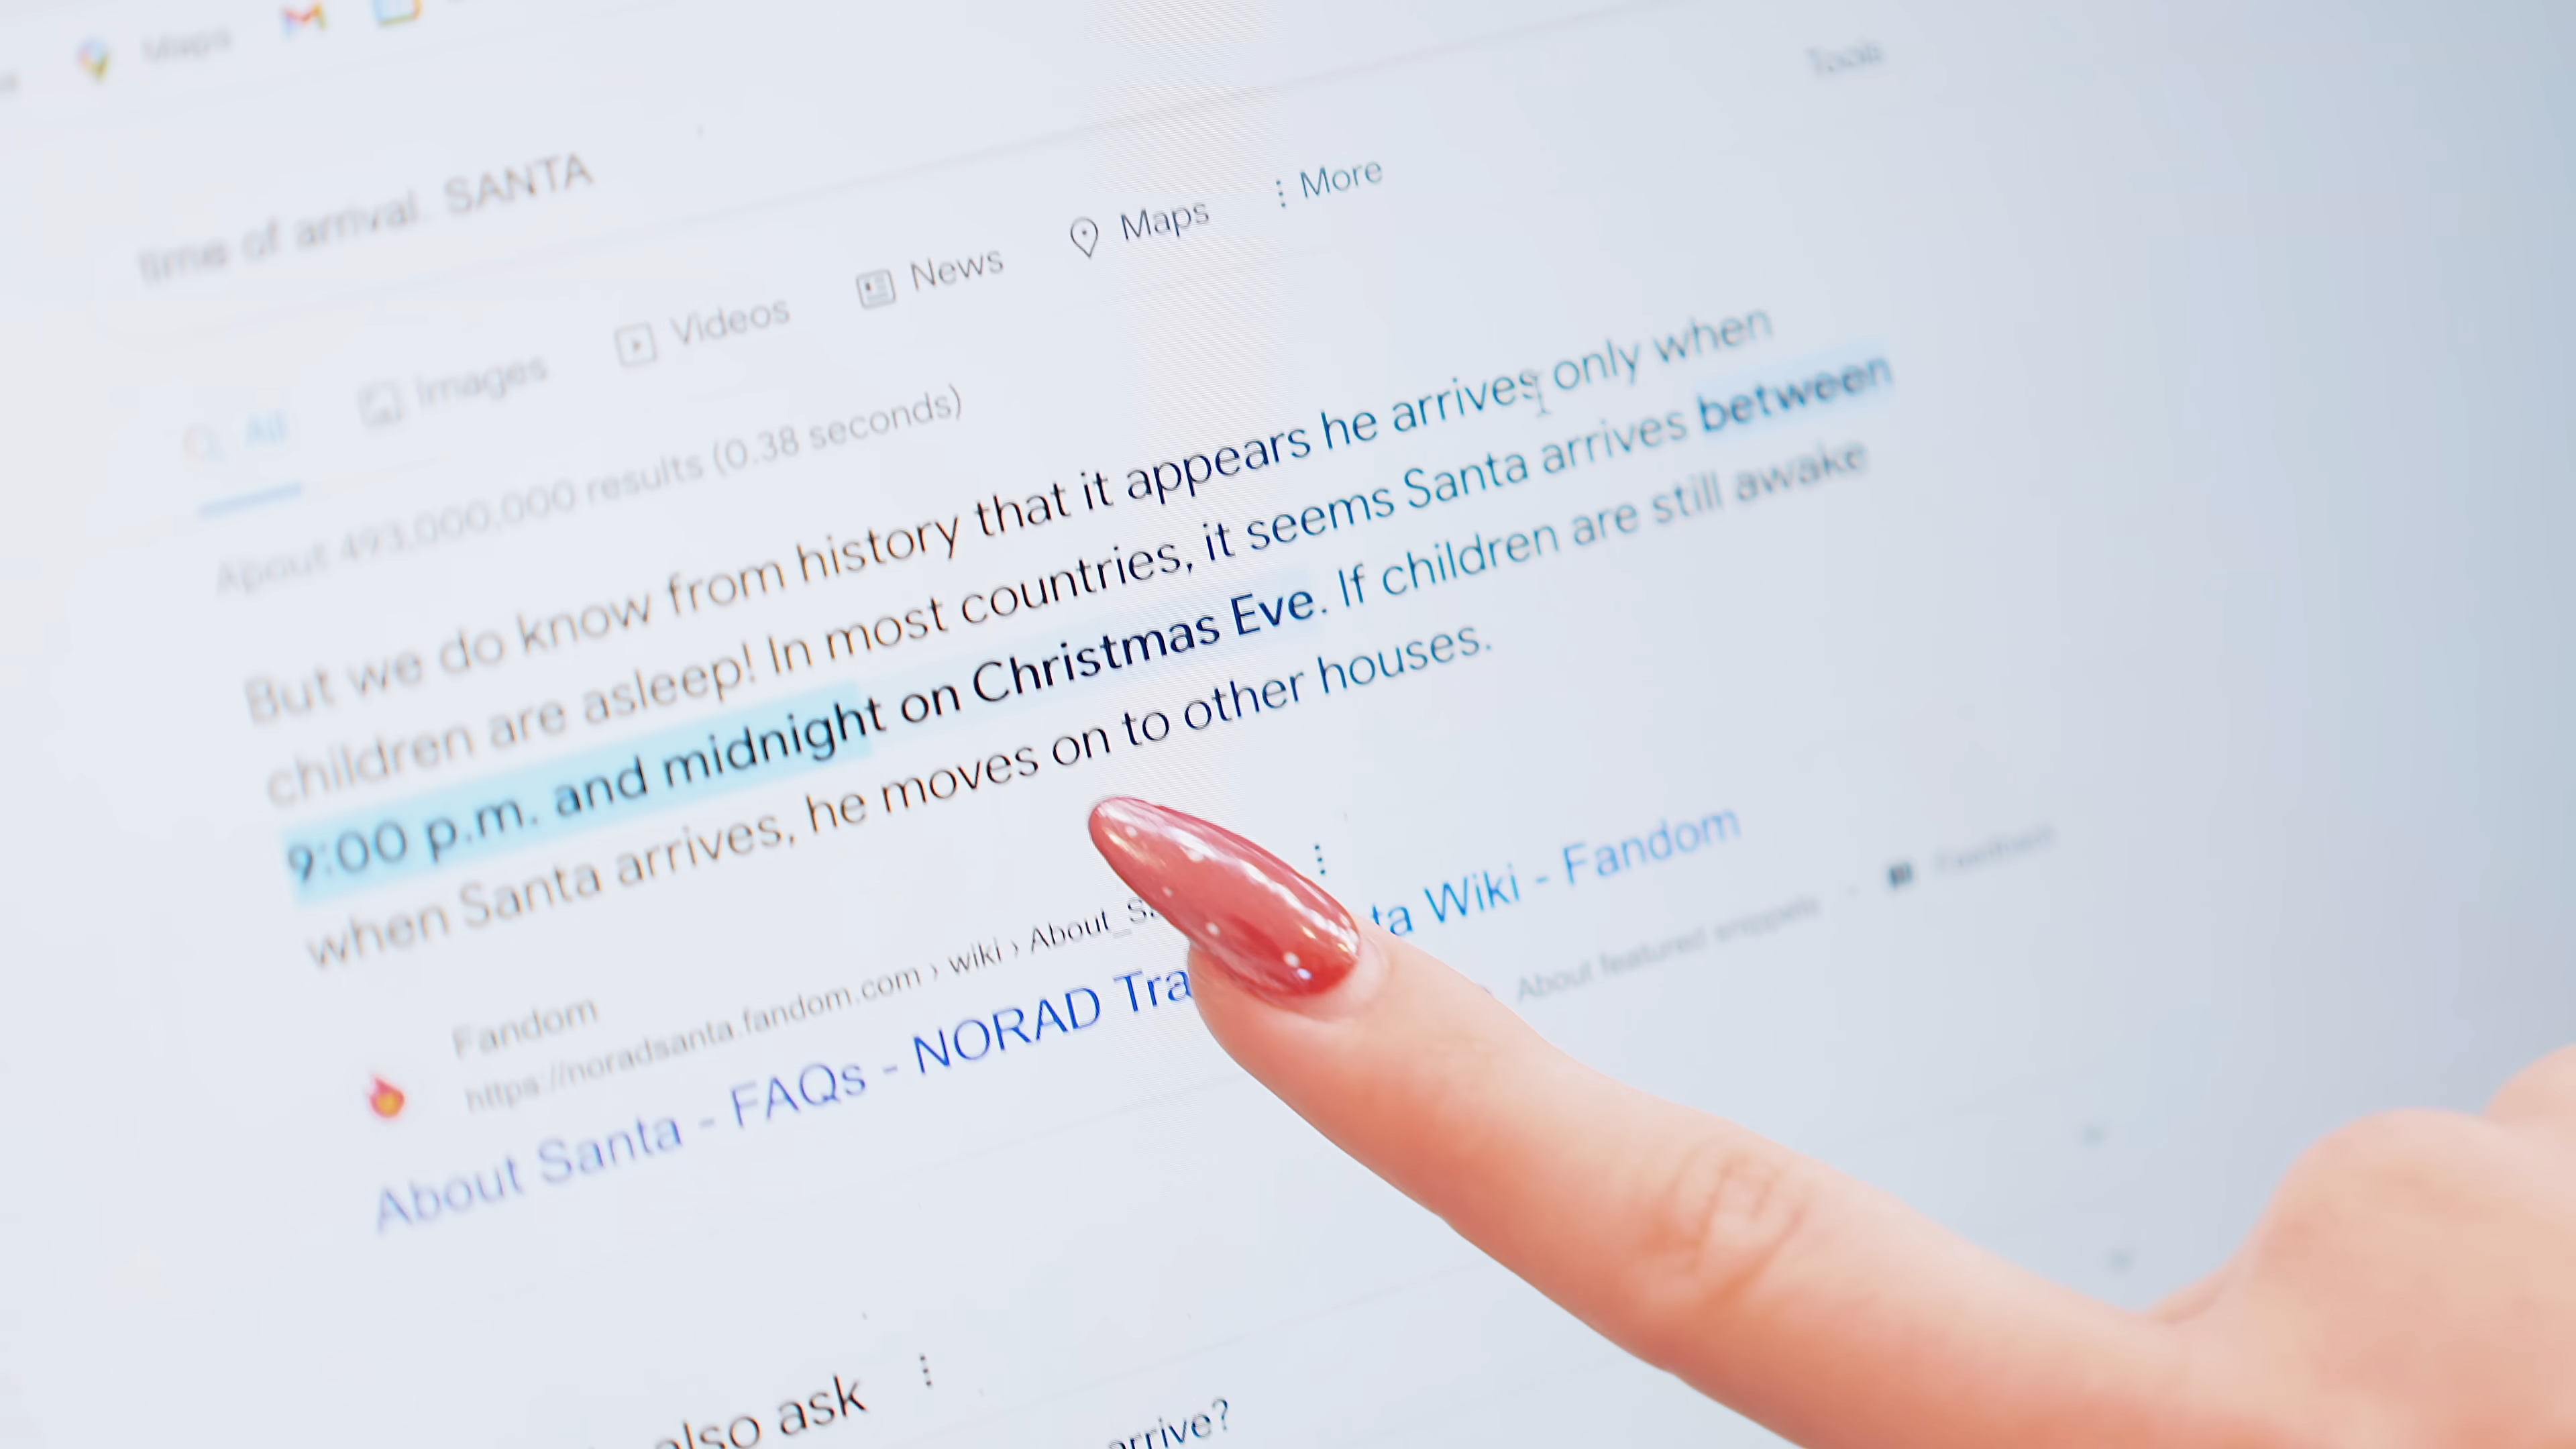 Maps
Tools
time of arrival. SANTA
All Images Videos News Maps More
About 493,000,000 results (0.38 seconds)
But we do know from history that it appears he arrives only when
children are asleep! In most countries, it seems Santa arrives between
9:00 p.m. and midnight on Christmas Eve. If children are still awake
when Santa arrives, he moves on to other houses.
Fandom
https://noradsanta.fandom.com › wiki › About_S
About Santa - FAQs - NORAD Tra ta Wiki - Fandom
About featured snippets
also ask
arrive?